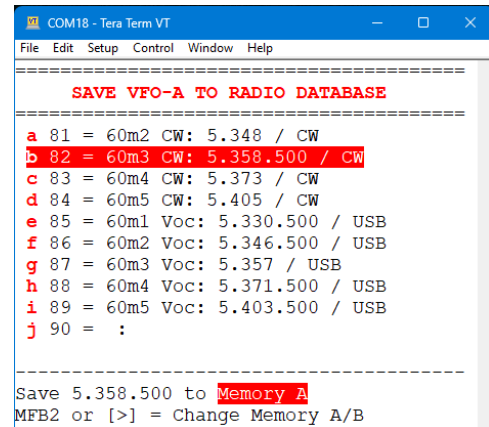 COM18 - Tera Term VT
File Edit Setup Control Window Help
================================================
SAVE VFO-A TO RADIO DATABASE
================================================
a 81 = 60m2 CW: 5.348 / CW
b 82 = 60m3 CW: 5.358.500 / CW
c 83 = 60m4 CW: 5.373 / CW
d 84 = 60m5 CW: 5.405 / CW
e 85 = 60m1 Voc: 5.330.500 / USB
f 86 = 60m2 Voc: 5.346.500 / USB
g 87 = 60m3 Voc: 5.357 / USB
h 88 = 60m4 Voc: 5.371.500 / USB
i 89 = 60m5 Voc: 5.403.500 / USB
j 90 =  :
------------------------------------------------
Save 5.358.500 to Memory A
MFB2 or [>] = Change Memory A/B